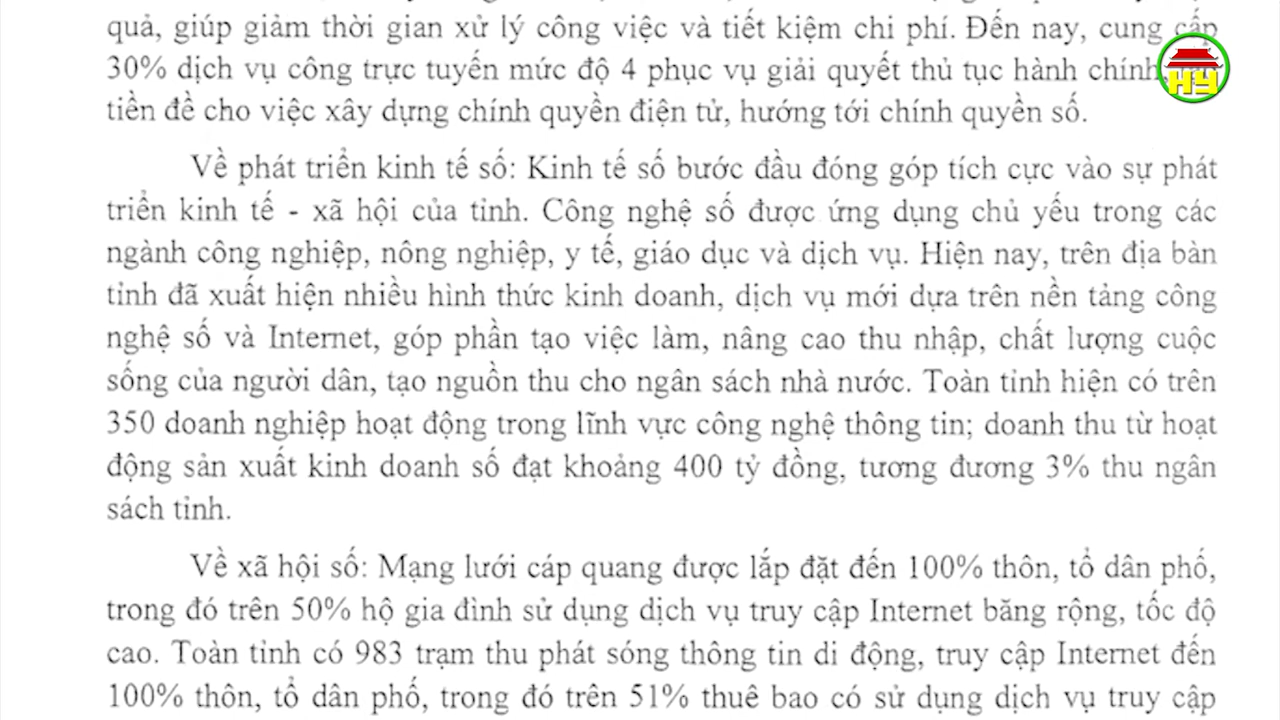 quả, giúp giảm thời gian xử lý công việc và tiết kiệm chi phí. Đến nay, cung cấp
30% dịch vụ công trực tuyến mức độ 4 phục vụ giải quyết thủ tục hành chính,
tiền đề cho việc xây dựng chính quyền điện tử, hướng tới chính quyền số.
Về phát triển kinh tế số: Kinh tế số bước đầu đóng góp tích cực vào sự phát
triển kinh tế - xã hội của tỉnh. Công nghệ số được ứng dụng chủ yếu trong các
ngành công nghiệp, nông nghiệp, y tế, giáo dục và dịch vụ. Hiện nay, trên địa bàn
tỉnh đã xuất hiện nhiều hình thức kinh doanh, dịch vụ mới dựa trên nền tảng công
nghệ số và Internet, góp phần tạo việc làm, nâng cao thu nhập, chất lượng cuộc
sống của người dân, tạo nguồn thu cho ngân sách nhà nước. Toàn tỉnh hiện có trên
350 doanh nghiệp hoạt động trong lĩnh vực công nghệ thông tin; doanh thu từ hoạt
động sản xuất kinh doanh số đạt khoảng 400 tỷ đồng, tương đương 3% thu ngân
sách tỉnh.
Về xã hội số: Mạng lưới cáp quang được lắp đặt đến 100% thôn, tổ dân phố,
trong đó trên 50% hộ gia đình sử dụng dịch vụ truy cập Internet băng rộng, tốc độ
cao. Toàn tỉnh có 983 trạm thu phát sóng thông tin di động, truy cập Internet đến
100% thôn, tổ dân phố, trong đó trên 51% thuê bao có sử dụng dịch vụ truy cập
HY